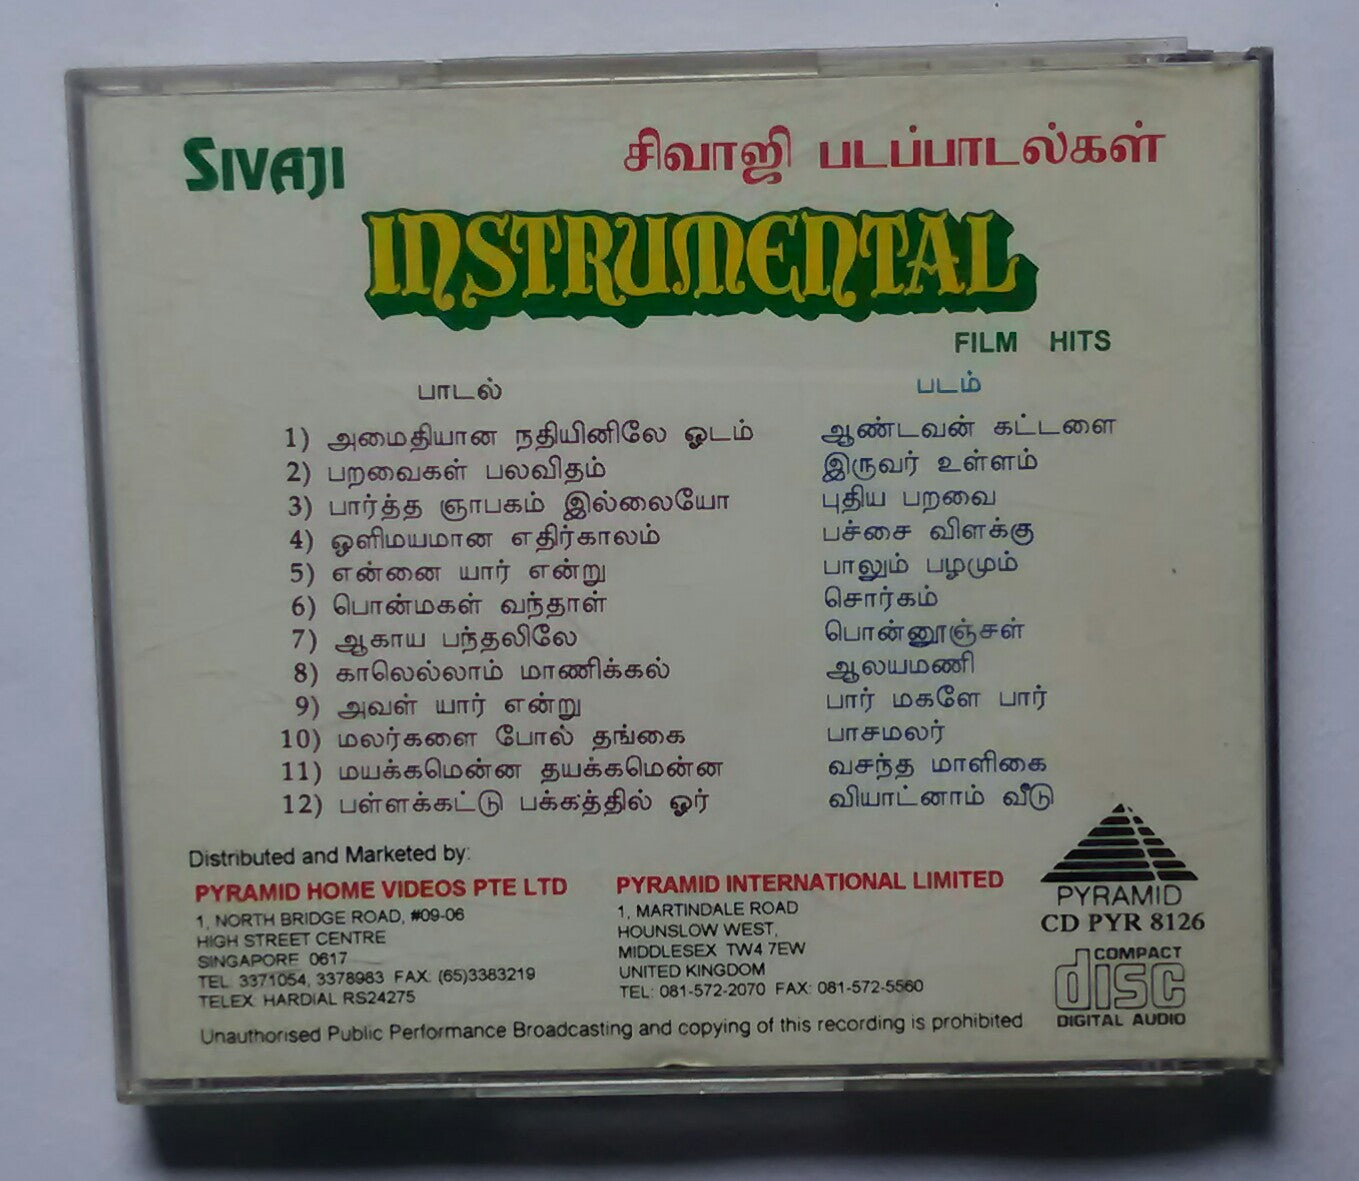 SIVAJI சிவாஜி படப்பாடல்கள்
INSTRUMENTAL
FILM HITS
பாடல் படம்
1) அமைதியான நதியினிலே ஓடம் ஆண்டவன் கட்டளை
2) பறவைகள் பலவிதம் இருவர் உள்ளம்
3) பார்த்த ஞாபகம் இல்லையோ புதிய பறவை
4) ஒளிமயமான எதிர்காலம் பச்சை விளக்கு
5) என்னை யார் என்று பாலும் பழமும்
6) பொன்மகள் வந்தாள் சொர்கம்
7) ஆகாய பந்தலிலே பொன்னூஞ்சள்
8) காலெல்லாம் மாணிக்கல் ஆலயமணி
9) அவள் யார் என்று பார் மகளே பார்
10) மலர்களை போல் தங்கை பாசமலர்
11) மயக்கமென்ன தயக்கமென்ன வசந்த மாளிகை
12) பள்ளக்கட்டு பக்கத்தில் ஓர் வியாட்னாம் வீடு
Distributed and Marketed by:
PYRAMID HOME VIDEOS PTE LTD
1, NORTH BRIDGE ROAD, #09-06
HIGH STREET CENTRE
SINGAPORE 0617
TEL: 3371054, 3378983 FAX: (65)3383219
TELEX: HARDIAL RS24275
PYRAMID INTERNATIONAL LIMITED
1, MARTINDALE ROAD
HOUNSLOW WEST,
MIDDLESEX TW4 7EW
UNITED KINGDOM
TEL: 081-572-2070 FAX: 081-572-5560
PYRAMID
CD PYR 8126
COMPACT
disc
DIGITAL AUDIO
Unauthorised Public Performance Broadcasting and copying of this recording is prohibited